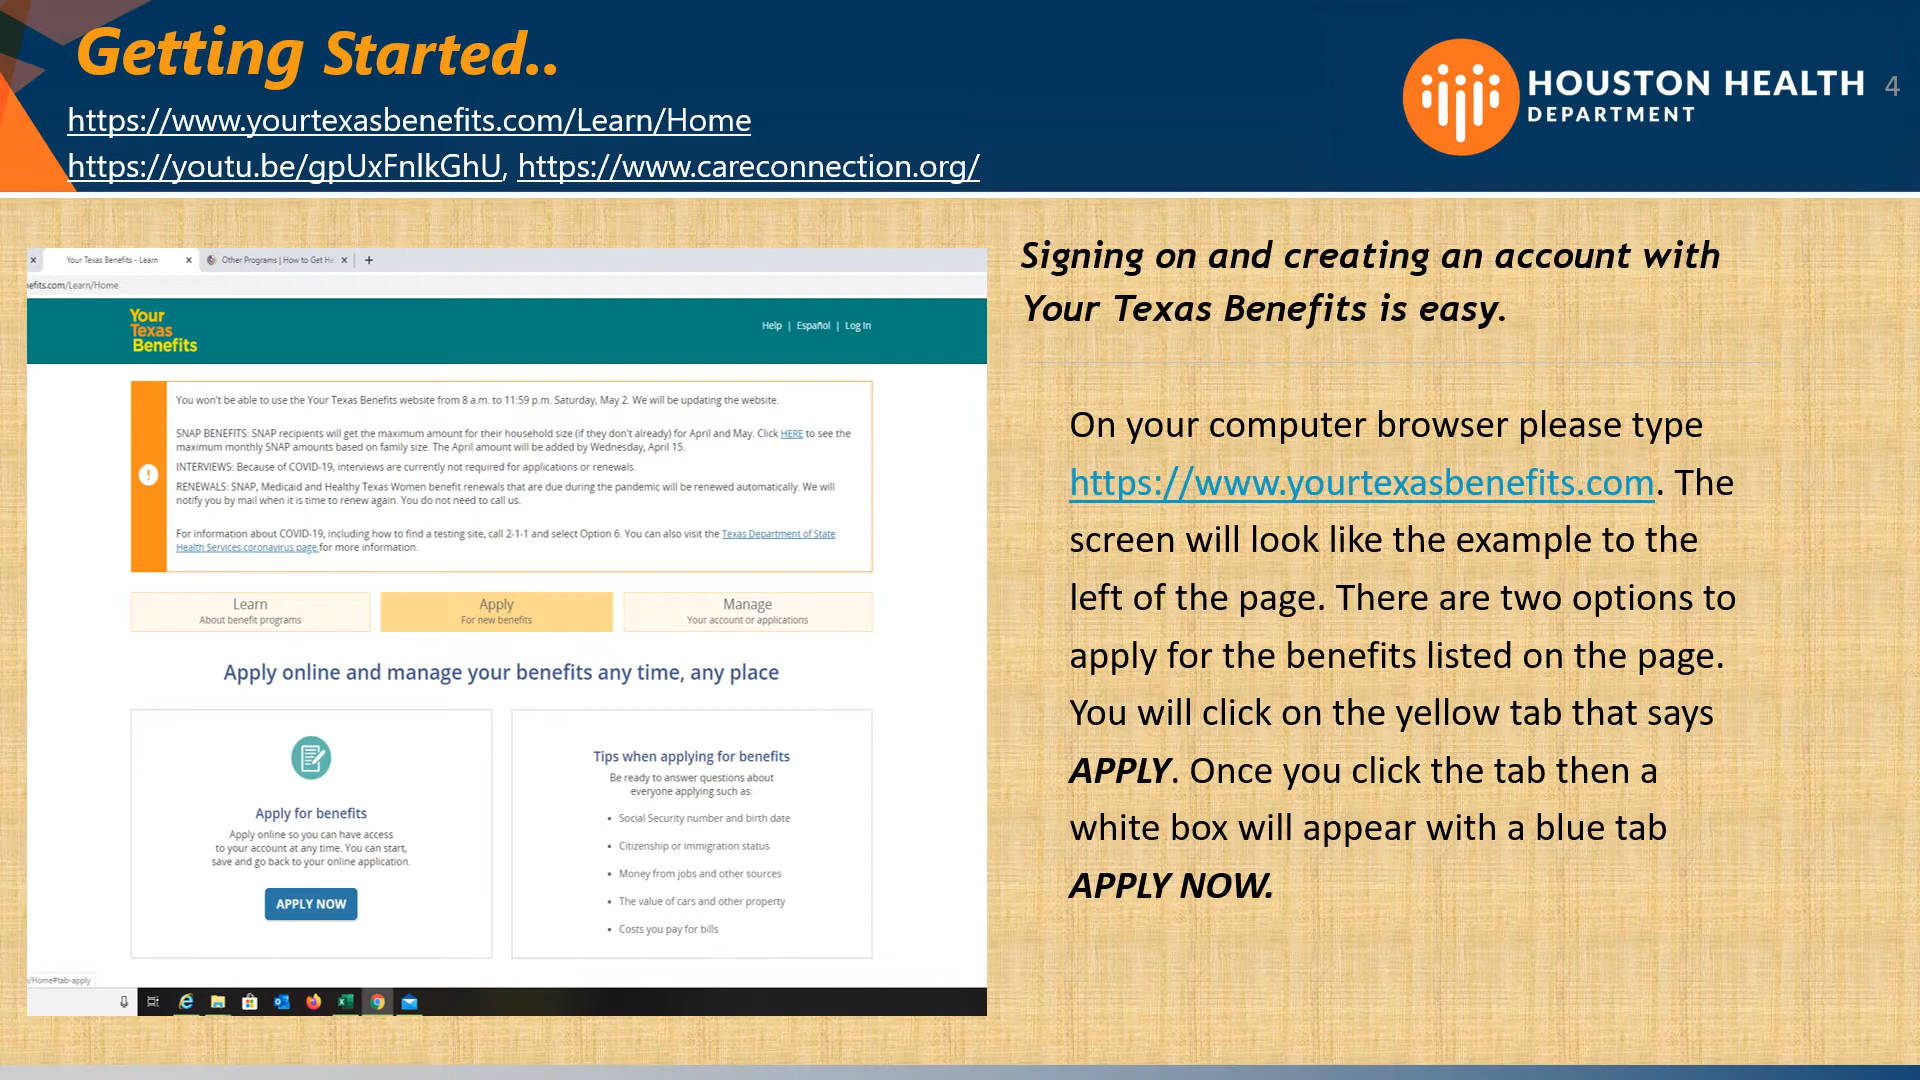 Getting Started..
https://www.yourtexasbenefits.com/Learn/Home
https://youtu.be/gpUxFnlkGhU, https://www.careconnection.org/
HOUSTON HEALTH
DEPARTMENT
4
Your Texas Benefits - Learn
Other Programs | How to Get He
efits.com/Learn/Home
Your
Texas
Benefits
Help | Español | Log In
You won't be able to use the Your Texas Benefits website from 8 a.m. to 11:59 p.m. Saturday, May 2. We will be updating the website.
SNAP BENEFITS: SNAP recipients will get the maximum amount for their household size (if they don't already) for April and May. Click HERE to see the
maximum monthly SNAP amounts based on family size. The April amount will be added by Wednesday, April 15.
INTERVIEWS: Because of COVID-19, interviews are currently not required for applications or renewals.
RENEWALS: SNAP, Medicaid and Healthy Texas Women benefit renewals that are due during the pandemic will be renewed automatically. We will
notify you by mail when it is time to renew again. You do not need to call us.
For information about COVID-19, including how to find a testing site, call 2-1-1 and select Option 6. You can also visit the Texas Department of State
Health Services coronavirus page for more information.
Learn
About benefit programs
Apply
For new benefits
Manage
Your account or applications
Apply online and manage your benefits any time, any place
Apply for benefits
Apply online so you can have access
to your account at any time. You can start,
save and go back to your online application.
APPLY NOW
Tips when applying for benefits
Be ready to answer questions about
everyone applying such as:
• Social Security number and birth date
• Citizenship or immigration status
• Money from jobs and other sources
• The value of cars and other property
• Costs you pay for bills
/Home#tab-apply
Signing on and creating an account with
Your Texas Benefits is easy.
On your computer browser please type
https://www.yourtexasbenefits.com. The
screen will look like the example to the
left of the page. There are two options to
apply for the benefits listed on the page.
You will click on the yellow tab that says
APPLY. Once you click the tab then a
white box will appear with a blue tab
APPLY NOW.